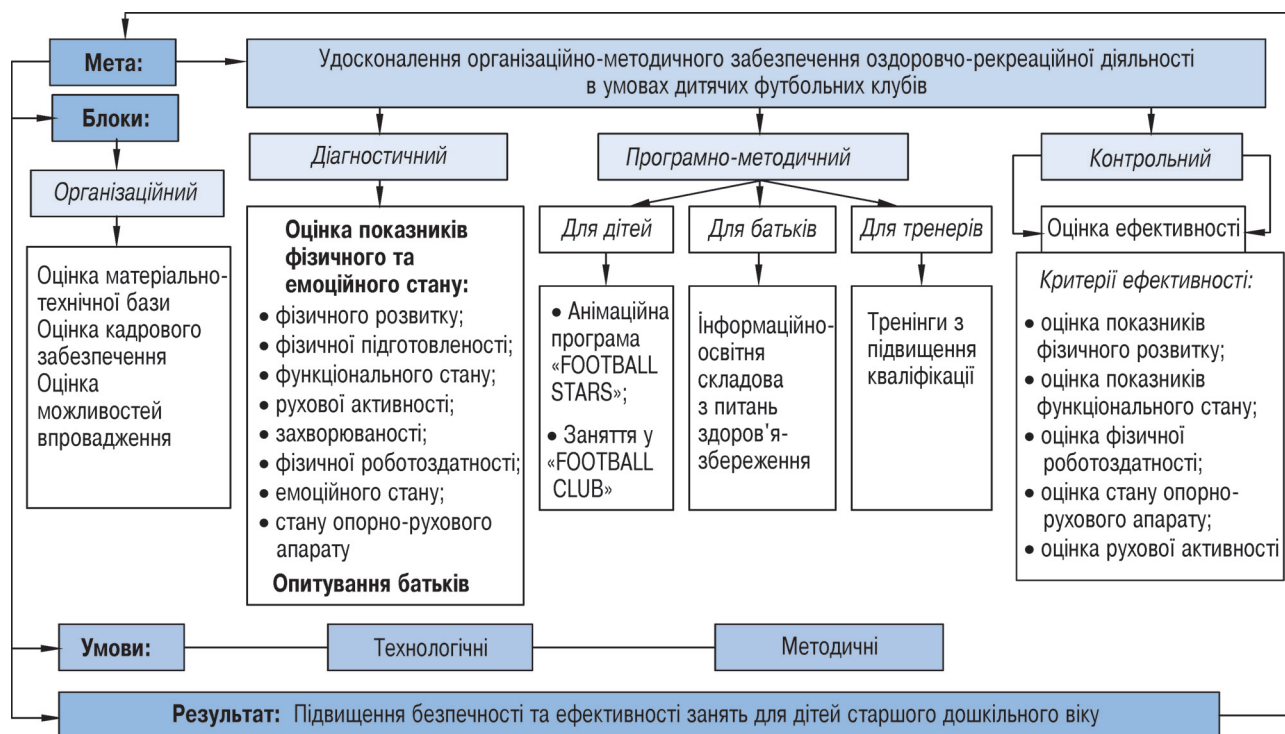 Мета:
Удосконалення організаційно-методичного забезпечення оздоровчо-рекреаційної діяльності
в умовах дитячих футбольних клубів
Блоки:
Організаційний
Оцінка матеріально-
технічної бази
Оцінка кадрового
забезпечення
Оцінка
можливостей
впровадження
Діагностичний
Оцінка показників
фізичного та
емоційного стану:
• фізичного розвитку;
• фізичної підготовленості;
• функціонального стану;
• рухової активності;
• захворюваності;
• фізичної роботоздатності;
• емоційного стану;
• стану опорно-рухового
апарату
Опитування батьків
Програмно-методичний
Для дітей
• Анімаційна
програма
«FOOTBALL
STARS»;
• Заняття у
«FOOTBALL
CLUB»
Для батьків
Інформаційно-
освітня
складова
з питань
здоров'я-
збереження
Для тренерів
Тренінги з
підвищення
кваліфікації
Контрольний
Оцінка ефективності
Критерії ефективності:
• оцінка показників
фізичного розвитку;
• оцінка показників
функціонального стану;
• оцінка фізичної
роботоздатності;
• оцінка стану опорно-
рухового апарату;
• оцінка рухової активності
Умови:
Технологічні
Методичні
Результат: Підвищення безпечності та ефективності занять для дітей старшого дошкільного віку